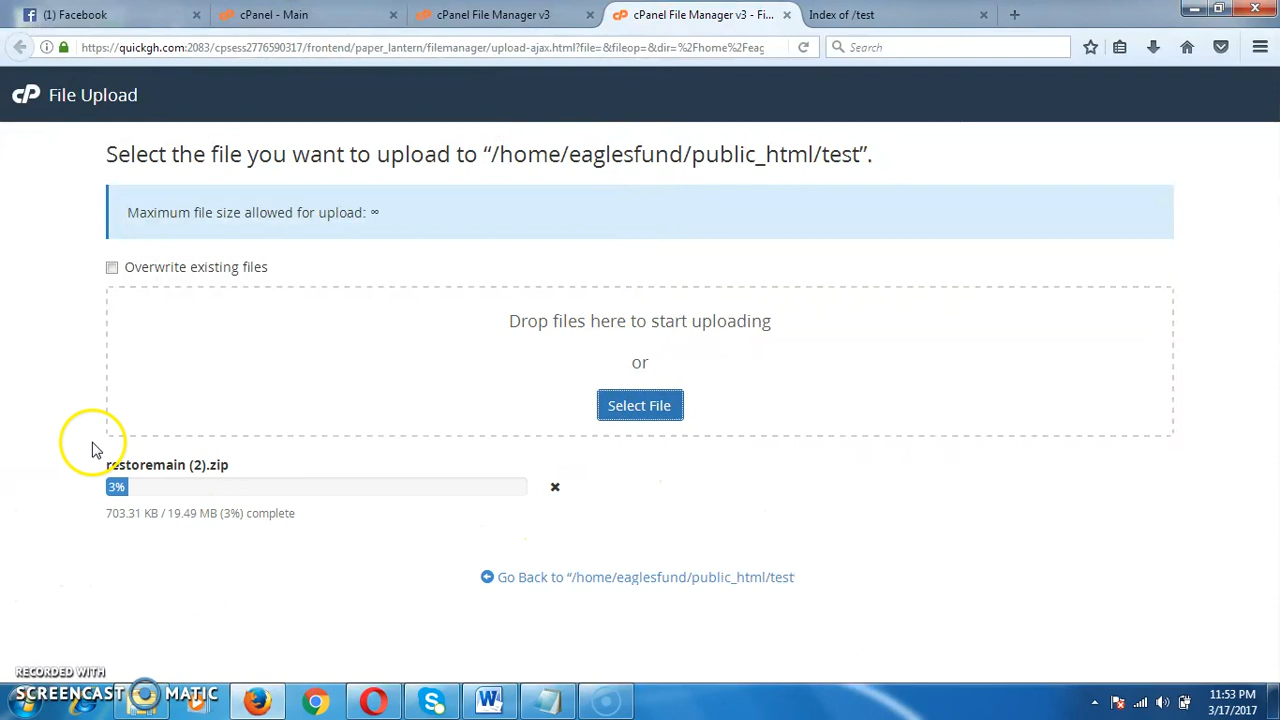 (1) Facebook
cPanel - Main
cPanel File Manager v3
cPanel File Manager v3 - Fi...
Index of /test
https://quickgh.com:2083/cpsess2776590317/frontend/paper_lantern/filemanager/upload-ajax.html?file=&fileop=&dir=%2Fhome%2Feag
Search
cP File Upload
Select the file you want to upload to “/home/eaglesfund/public_html/test”.
Maximum file size allowed for upload: ∞
Overwrite existing files
Drop files here to start uploading
or
Select File
restoremain (2).zip
3%
703.31 KB / 19.49 MB (3%) complete
Go Back to “/home/eaglesfund/public_html/test
RECORDED WITH
SCREENCAST MATIC
11:53 PM
3/17/2017